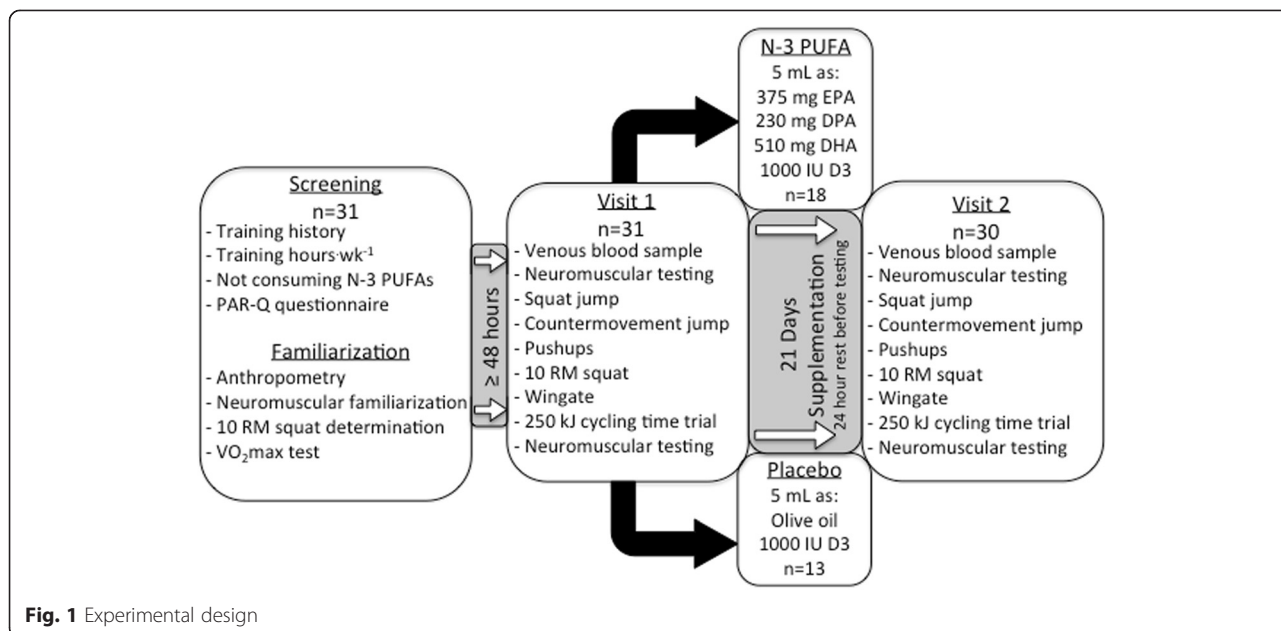 Screening
n=31
- Training history
- Training hours·wk⁻¹
- Not consuming N-3 PUFAs
- PAR-Q questionnaire
Familiarization
- Anthropometry
- Neuromuscular familiarization
- 10 RM squat determination
- VO₂max test
≥ 48 hours
Visit 1
n=31
- Venous blood sample
- Neuromuscular testing
- Squat jump
- Countermovement jump
- Pushups
- 10 RM squat
- Wingate
- 250 kJ cycling time trial
- Neuromuscular testing
N-3 PUFA
5 mL as:
375 mg EPA
230 mg DPA
510 mg DHA
1000 IU D3
n=18
21 Days
Supplementation
24 hour rest before testing
Placebo
5 mL as:
Olive oil
1000 IU D3
n=13
Visit 2
n=30
- Venous blood sample
- Neuromuscular testing
- Squat jump
- Countermovement jump
- Pushups
- 10 RM squat
- Wingate
- 250 kJ cycling time trial
- Neuromuscular testing
Fig. 1 Experimental design